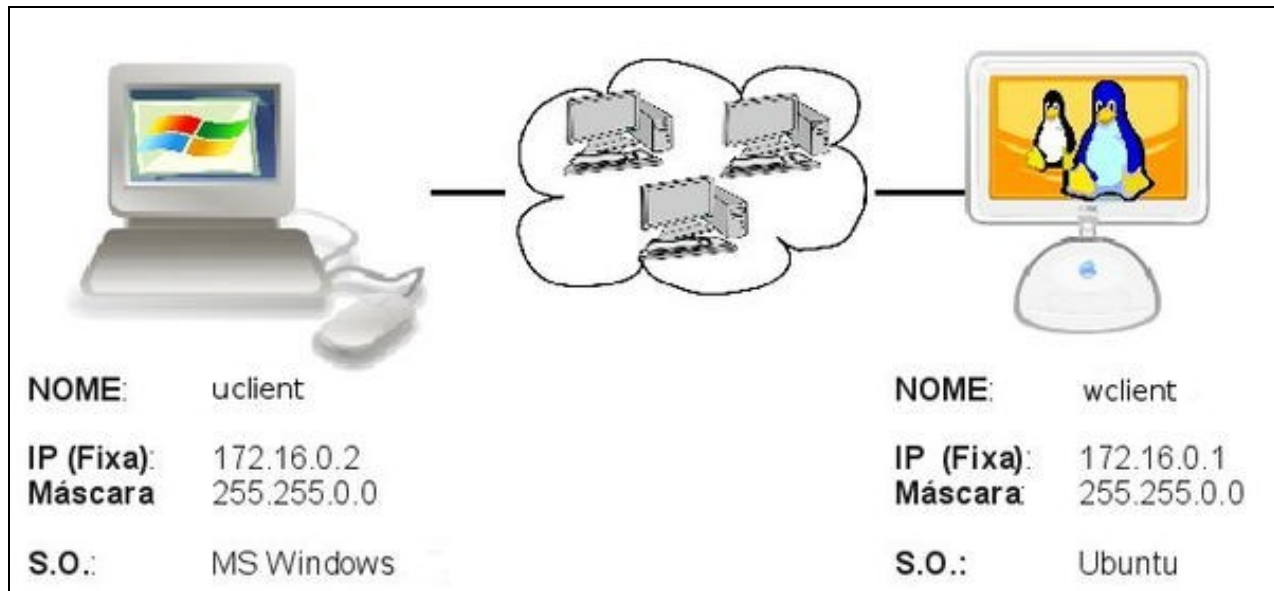 NOME: uclient
IP (Fixa): 172.16.0.2
Máscara 255.255.0.0
S.O.: MS Windows
NOME: wclient
IP (Fixa): 172.16.0.1
Máscara: 255.255.0.0
S.O.: Ubuntu